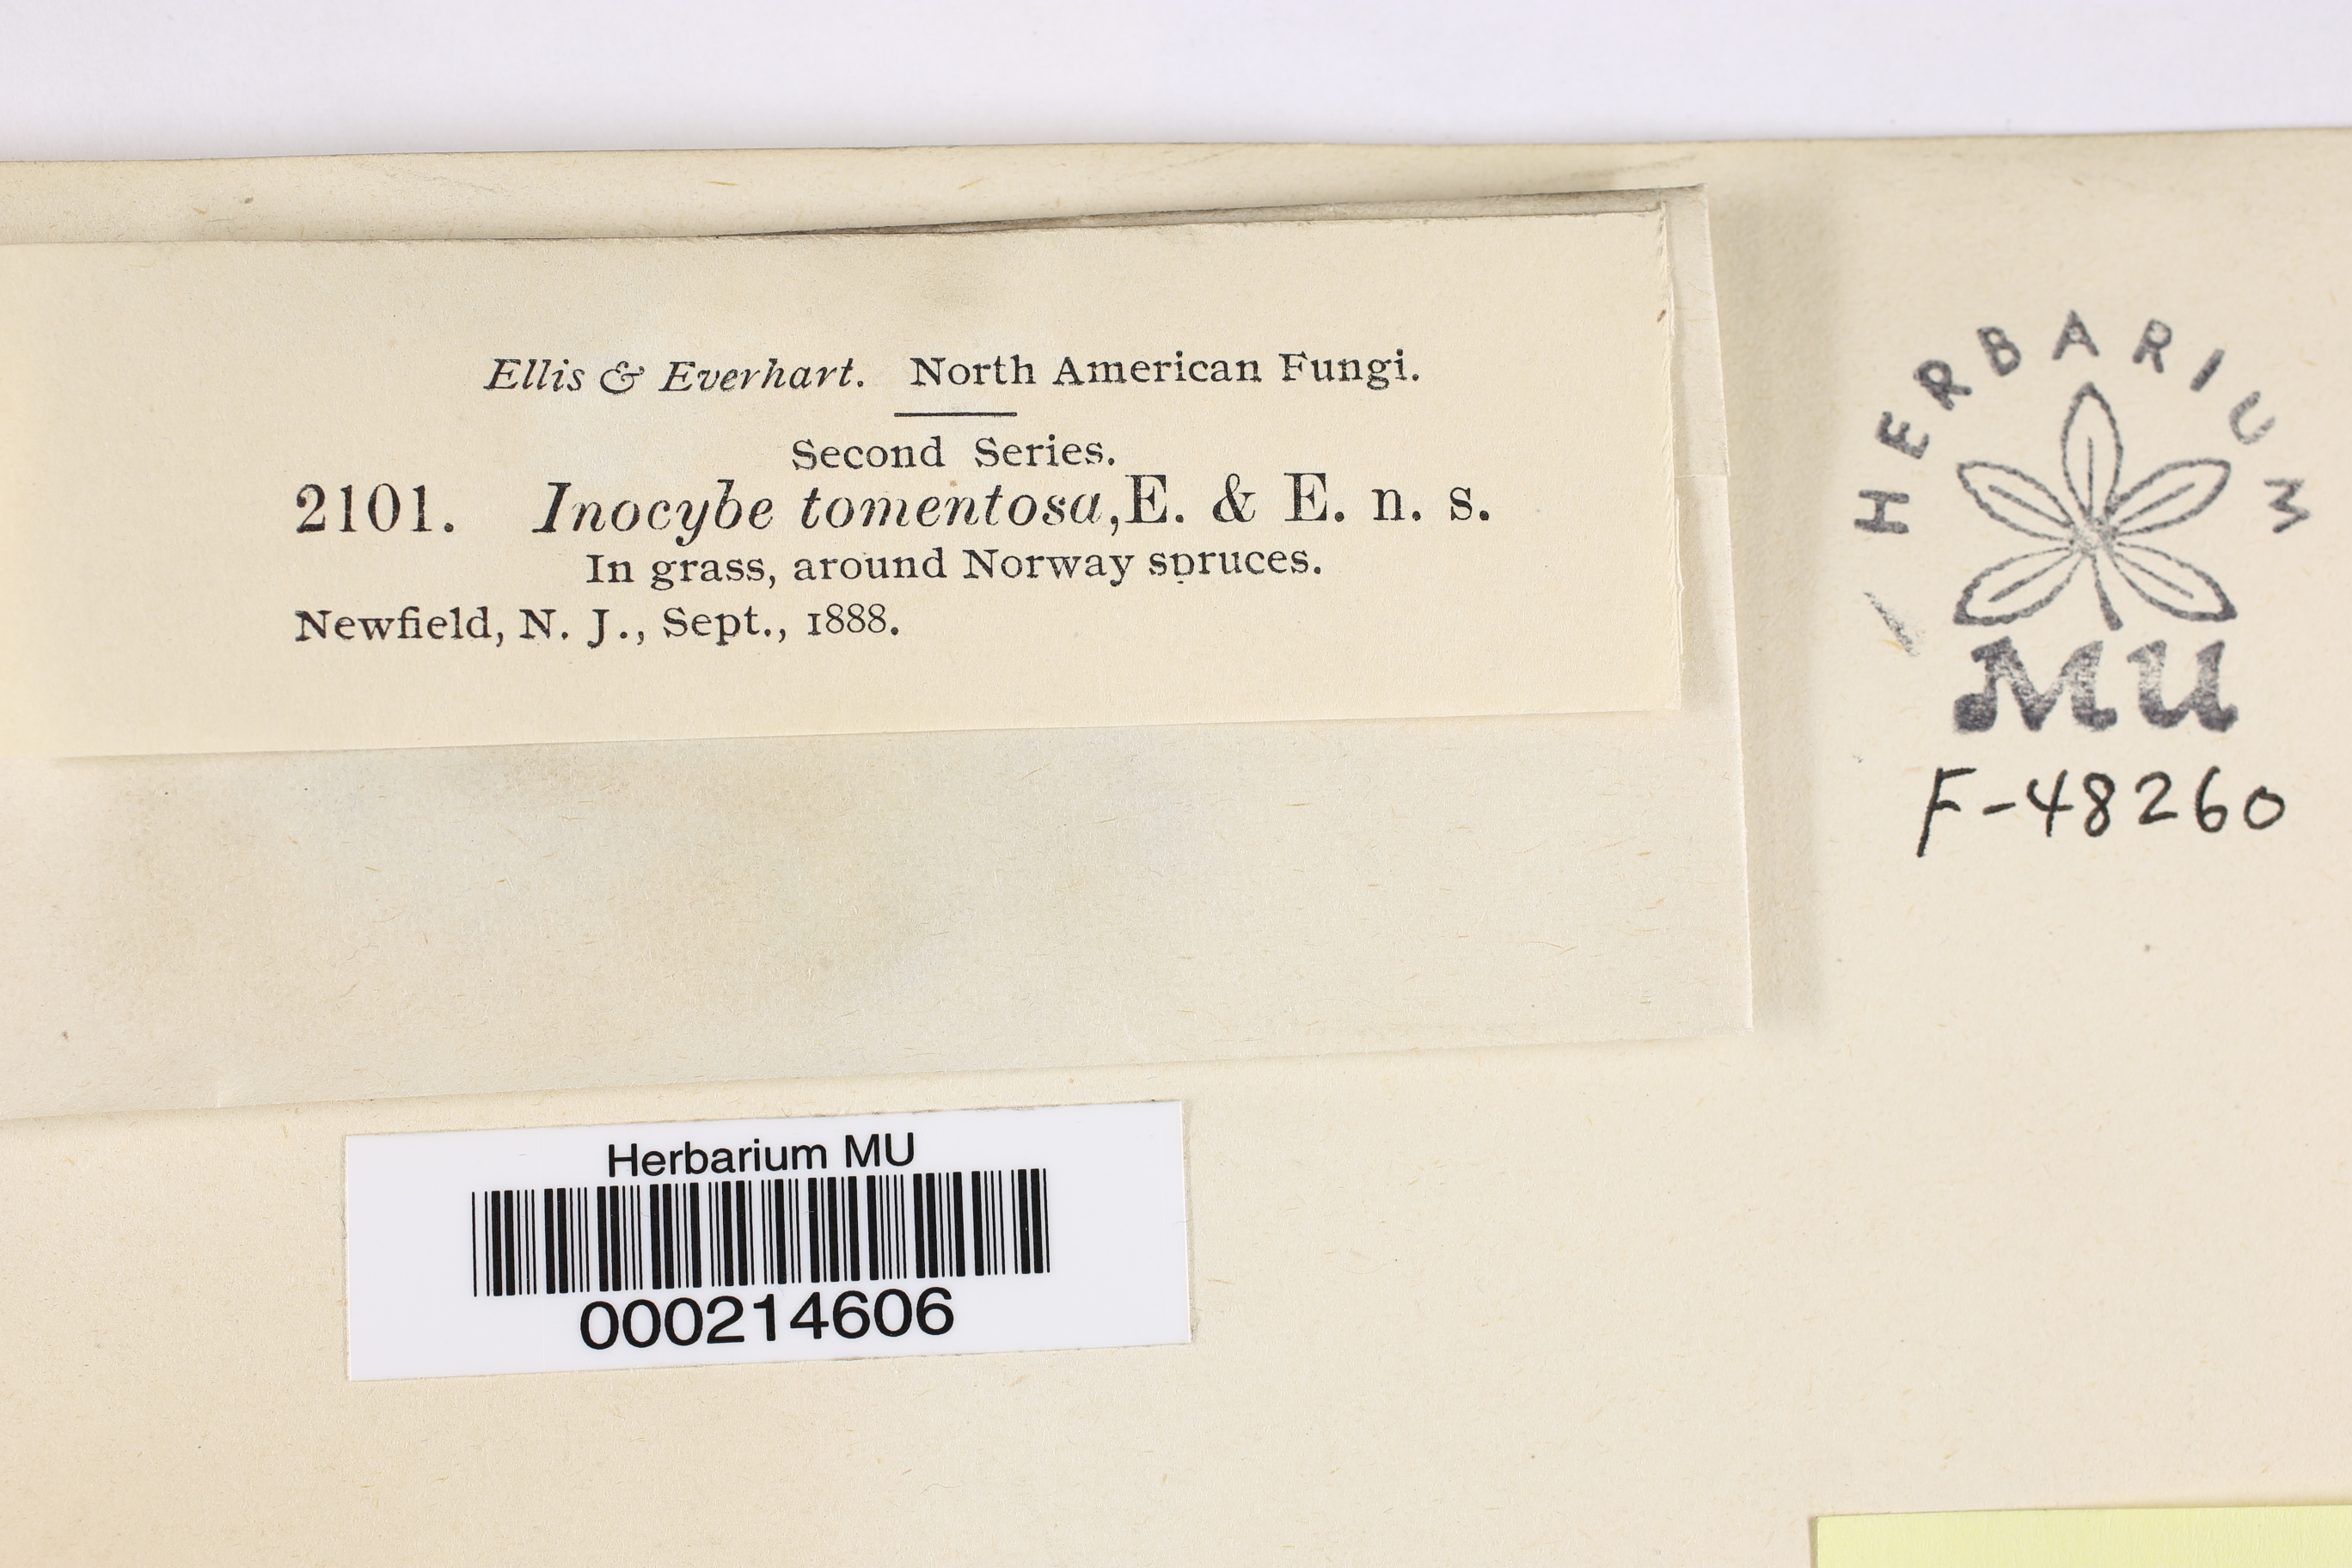 Ellis & Everhart. North American Fungi.
Second Series.
2101. Inocybe tomentosa, E. & E. n. s.
In grass, around Norway spruces.
Newfield, N. J., Sept., 1888.
HERBARIUM
MU
F-48260
Herbarium MU
000214606